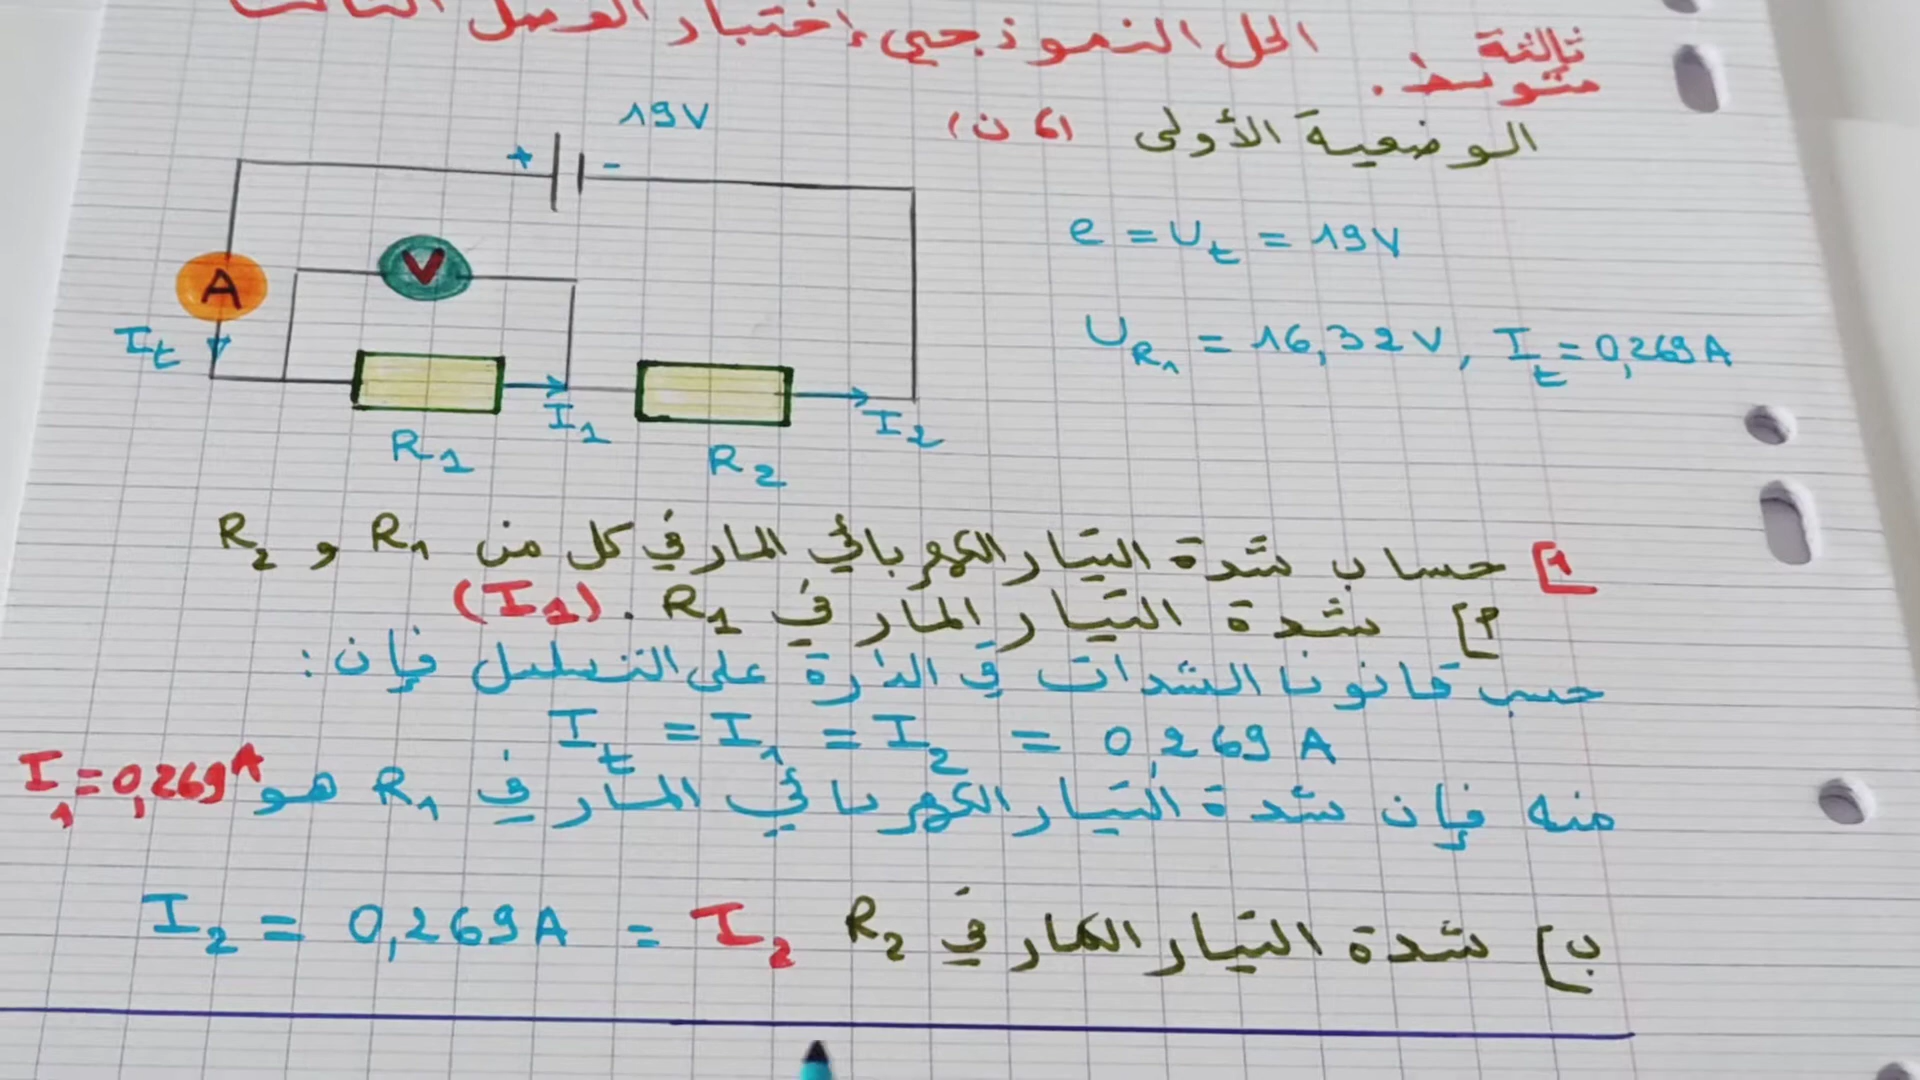 ثالثة متوسط. الحل النموذجي إختبار الفصل الثالث
الوضعية الأولى (6 ن)
19V
+ -
e = Ut = 19V
A
V
UR1 = 16,32V, It = 0,269A
It
I1
I2
R1
R2
1] حساب شدة التيار الكهربائي المار في كل من R1 و R2
أ] شدة التيار المار في R1. (I1)
حسب قانون الشدات في الدارة على التسلسل فإن:
It = I1 = I2 = 0,269A
منه فإن شدة التيار الكهربائي المار في R1 هو I1 = 0,269A
ب] شدة التيار المار في R2 I2 = 0,269A = I2